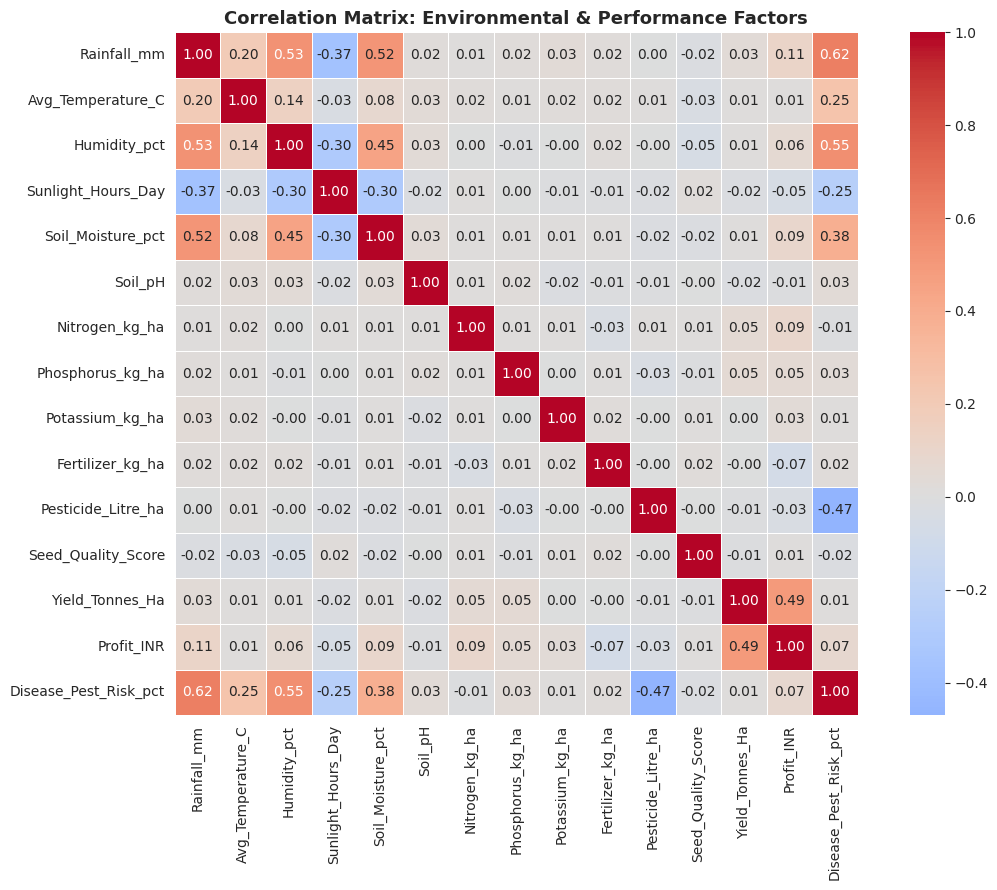 Correlation Matrix: Environmental & Performance Factors
Rainfall_mm 1.00 0.20 0.53 -0.37 0.52 0.02 0.01 0.02 0.03 0.02 0.00 -0.02 0.03 0.11 0.62
Avg_Temperature_C 0.20 1.00 0.14 -0.03 0.08 0.03 0.02 0.01 0.02 0.02 0.01 -0.03 0.01 0.01 0.25
Humidity_pct 0.53 0.14 1.00 -0.30 0.45 0.03 0.00 -0.01 -0.00 0.02 -0.00 -0.05 0.01 0.06 0.55
Sunlight_Hours_Day -0.37 -0.03 -0.30 1.00 -0.30 -0.02 0.01 0.00 -0.01 -0.01 -0.02 0.02 -0.02 -0.05 -0.25
Soil_Moisture_pct 0.52 0.08 0.45 -0.30 1.00 0.03 0.01 0.01 0.01 0.01 -0.02 -0.02 0.01 0.09 0.38
Soil_pH 0.02 0.03 0.03 -0.02 0.03 1.00 0.01 0.02 -0.02 -0.01 -0.01 -0.00 -0.02 -0.01 0.03
Nitrogen_kg_ha 0.01 0.02 0.00 0.01 0.01 0.01 1.00 0.01 0.01 -0.03 0.01 0.01 0.05 0.09 -0.01
Phosphorus_kg_ha 0.02 0.01 -0.01 0.00 0.01 0.02 0.01 1.00 0.00 0.01 -0.03 -0.01 0.05 0.05 0.03
Potassium_kg_ha 0.03 0.02 -0.00 -0.01 0.01 -0.02 0.01 0.00 1.00 0.02 -0.00 0.01 0.00 0.03 0.01
Fertilizer_kg_ha 0.02 0.02 0.02 -0.01 0.01 -0.01 -0.03 0.01 0.02 1.00 -0.00 0.02 -0.00 -0.07 0.02
Pesticide_Litre_ha 0.00 0.01 -0.00 -0.02 -0.02 -0.01 0.01 -0.03 -0.00 -0.00 1.00 -0.00 -0.01 -0.03 -0.47
Seed_Quality_Score -0.02 -0.03 -0.05 0.02 -0.02 -0.00 0.01 -0.01 0.01 0.02 -0.00 1.00 -0.01 0.01 -0.02
Yield_Tonnes_Ha 0.03 0.01 0.01 -0.02 0.01 -0.02 0.05 0.05 0.00 -0.00 -0.01 -0.01 1.00 0.49 0.01
Profit_INR 0.11 0.01 0.06 -0.05 0.09 -0.01 0.09 0.05 0.03 -0.07 -0.03 0.01 0.49 1.00 0.07
Disease_Pest_Risk_pct 0.62 0.25 0.55 -0.25 0.38 0.03 -0.01 0.03 0.01 0.02 -0.47 -0.02 0.01 0.07 1.00
Rainfall_mm
Avg_Temperature_C
Humidity_pct
Sunlight_Hours_Day
Soil_Moisture_pct
Soil_pH
Nitrogen_kg_ha
Phosphorus_kg_ha
Potassium_kg_ha
Fertilizer_kg_ha
Pesticide_Litre_ha
Seed_Quality_Score
Yield_Tonnes_Ha
Profit_INR
Disease_Pest_Risk_pct
1.0
0.8
0.6
0.4
0.2
0.0
−0.2
−0.4